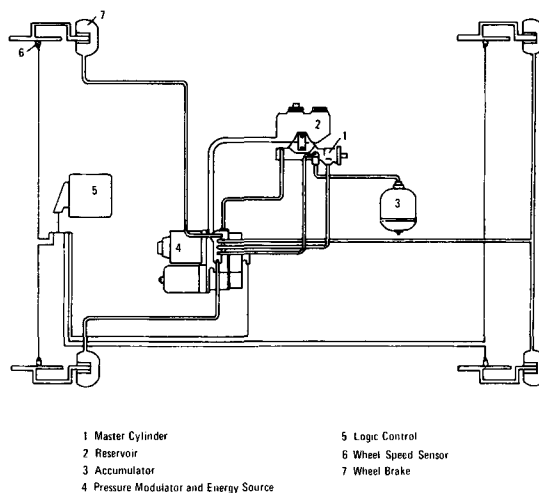 7
6
2
1
5
3
4
1 Master Cylinder
2 Reservoir
3 Accumulator
4 Pressure Modulator and Energy Source
5 Logic Control
6 Wheel Speed Sensor
7 Wheel Brake